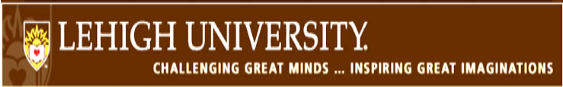 LEHIGH UNIVERSITY.
CHALLENGING GREAT MINDS ... INSPIRING GREAT IMAGINATIONS